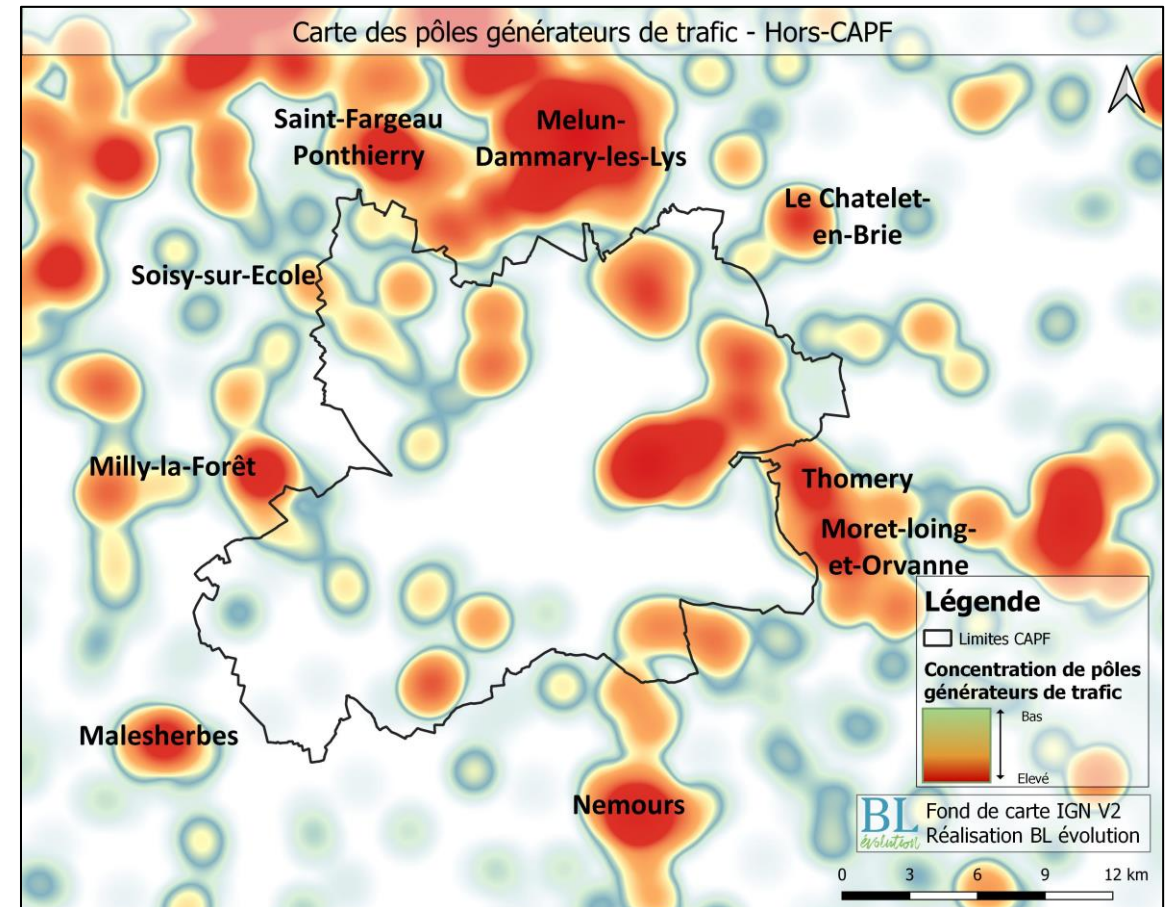 Carte des pôles générateurs de trafic - Hors-CAPF
Saint-Fargeau
Ponthierry
Melun-
Dammary-les-Lys
Le Chatelet-
en-Brie
Soisy-sur-Ecole
Milly-la-Forêt
Thomery
Moret-loing-
et-Orvanne
Malesherbes
Nemours
Légende
Limites CAPF
Concentration de pôles
générateurs de trafic
Bas
Elevé
BL
évolution
Fond de carte IGN V2
Réalisation BL évolution
0 3 6 9 12 km